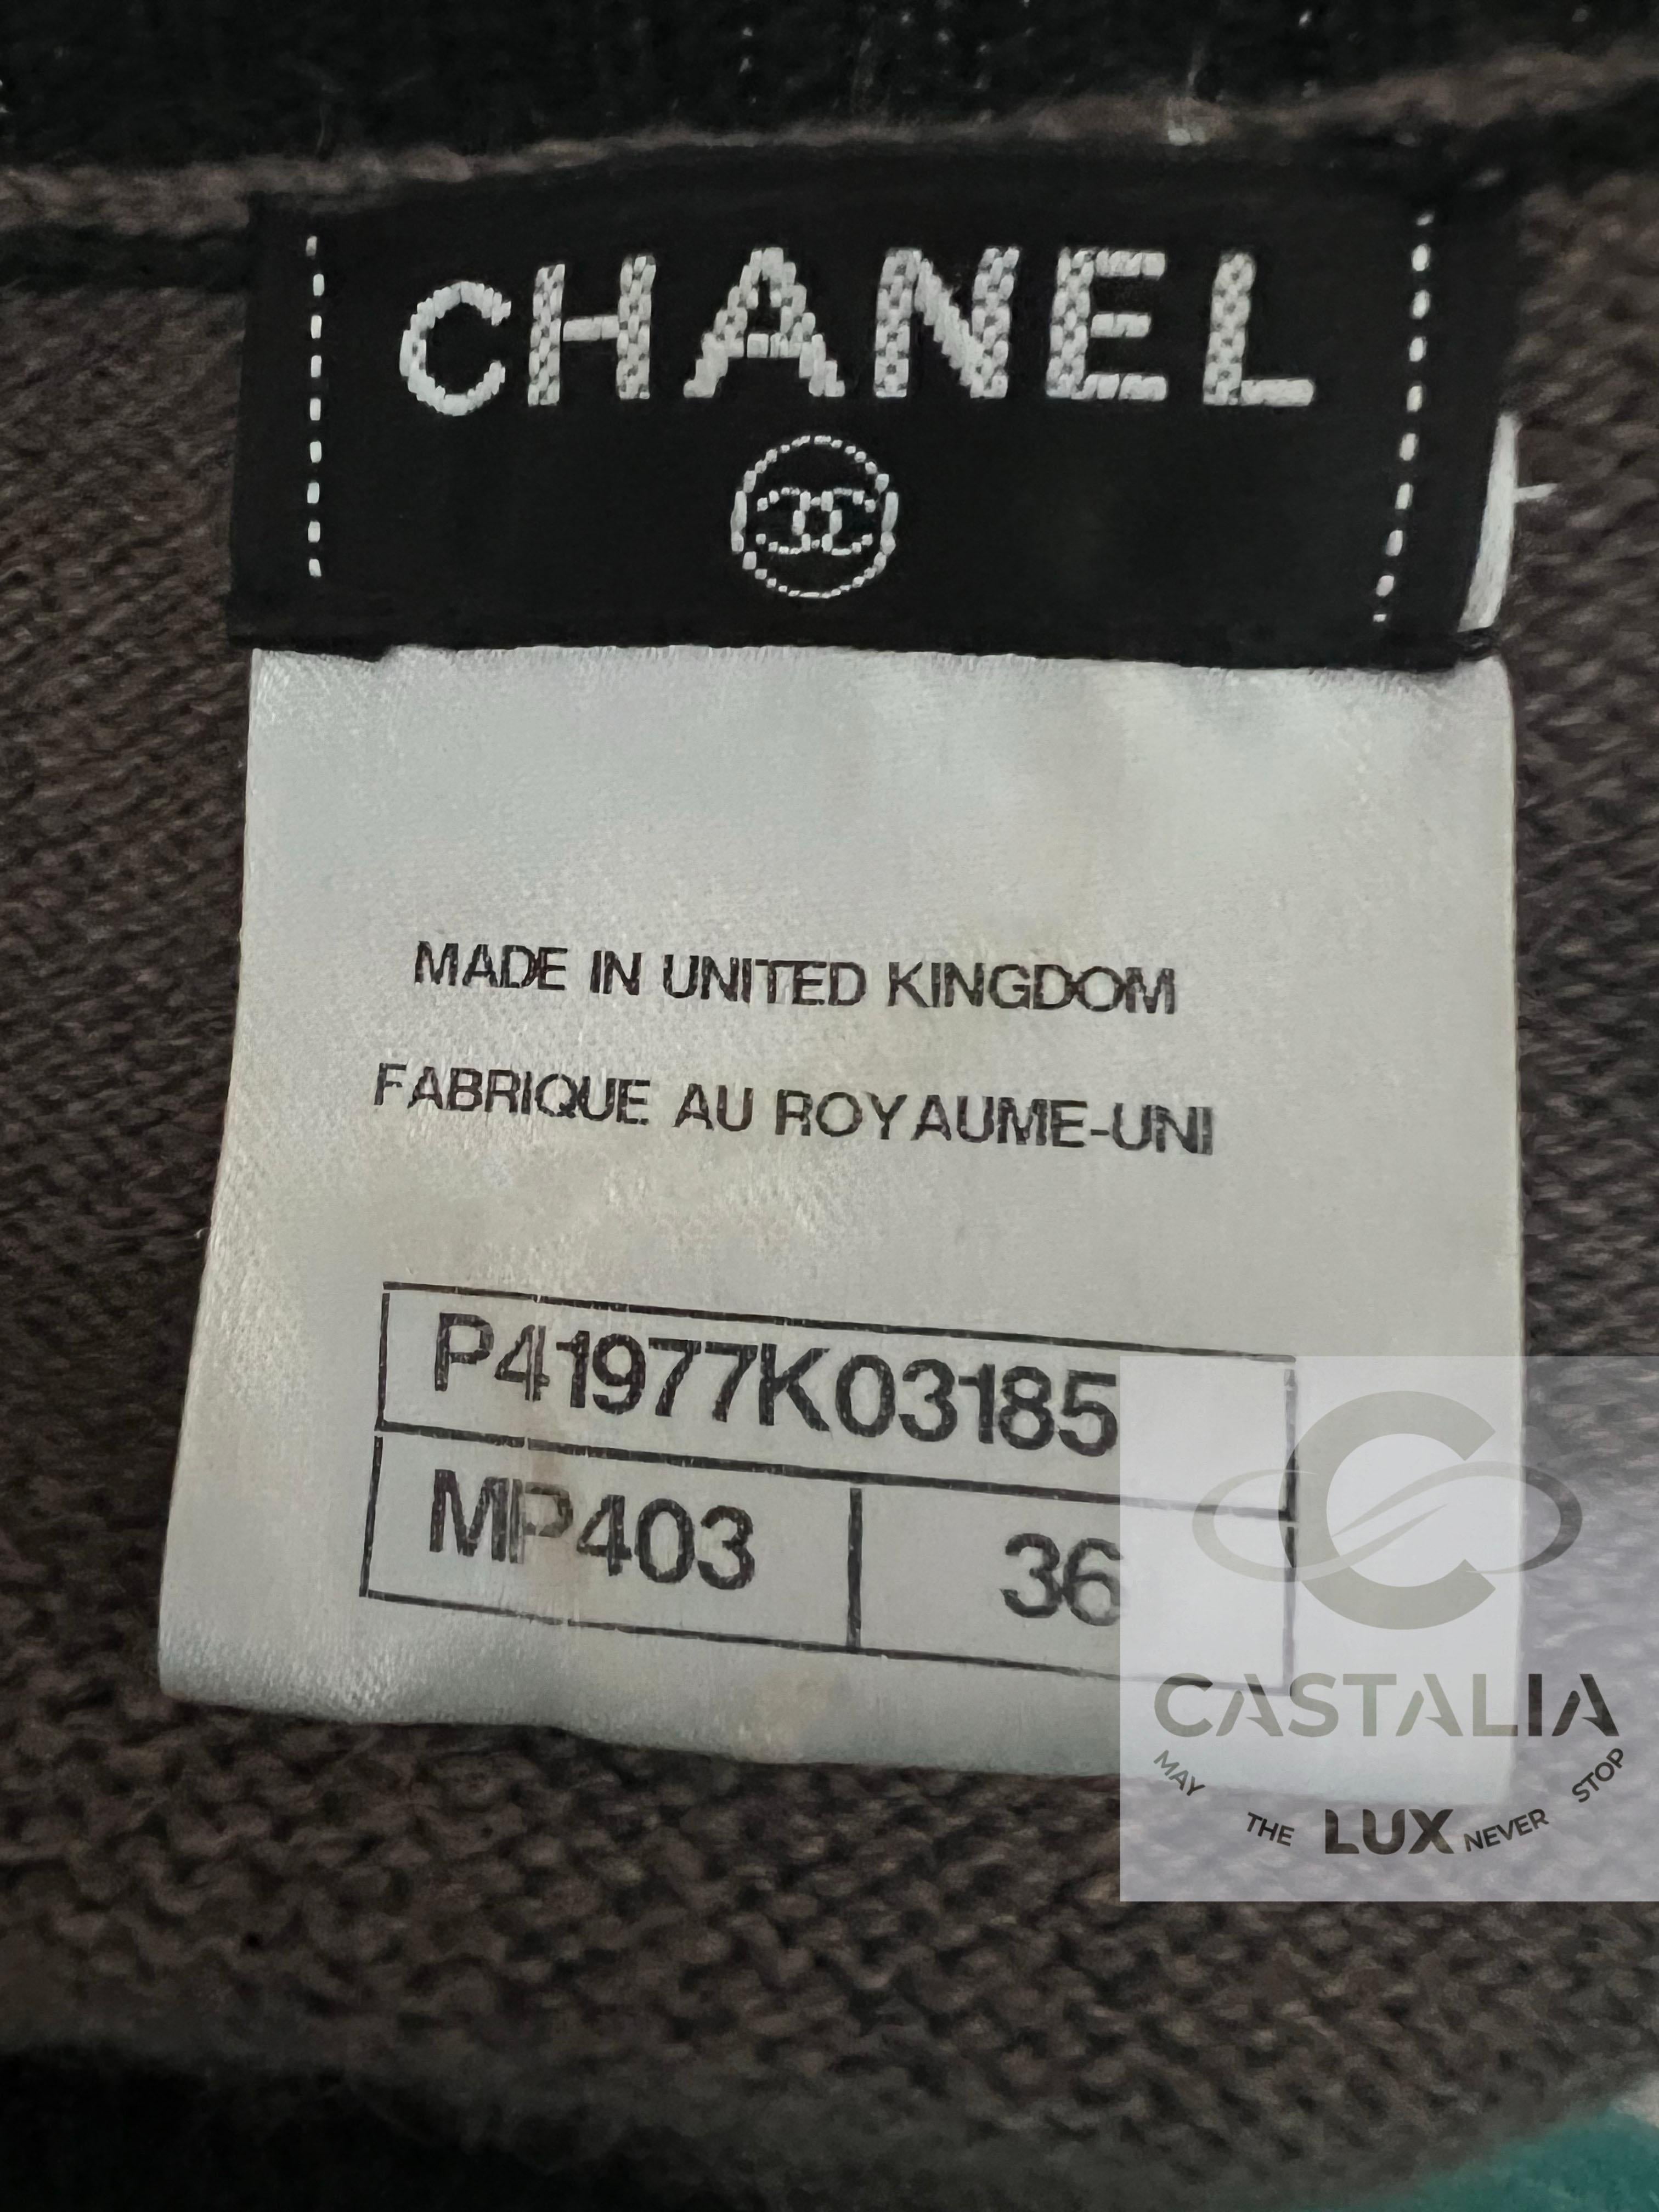 CHANEL
MADE IN UNITED KINGDOM
FABRIQUE AU ROYAUME-UNI
P41977K03185
MP403 36
CASTALIA
MAY THE LUX NEVER STOP